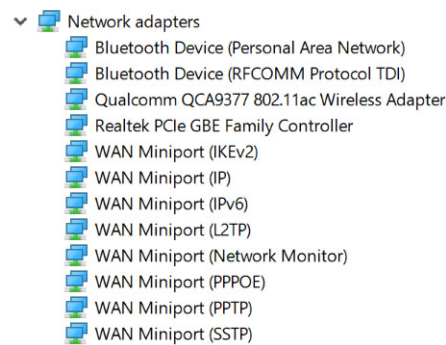 Network adapters
Bluetooth Device (Personal Area Network)
Bluetooth Device (RFCOMM Protocol TDI)
Qualcomm QCA9377 802.11ac Wireless Adapter
Realtek PCIe GBE Family Controller
WAN Miniport (IKEv2)
WAN Miniport (IP)
WAN Miniport (IPv6)
WAN Miniport (L2TP)
WAN Miniport (Network Monitor)
WAN Miniport (PPPOE)
WAN Miniport (PPTP)
WAN Miniport (SSTP)